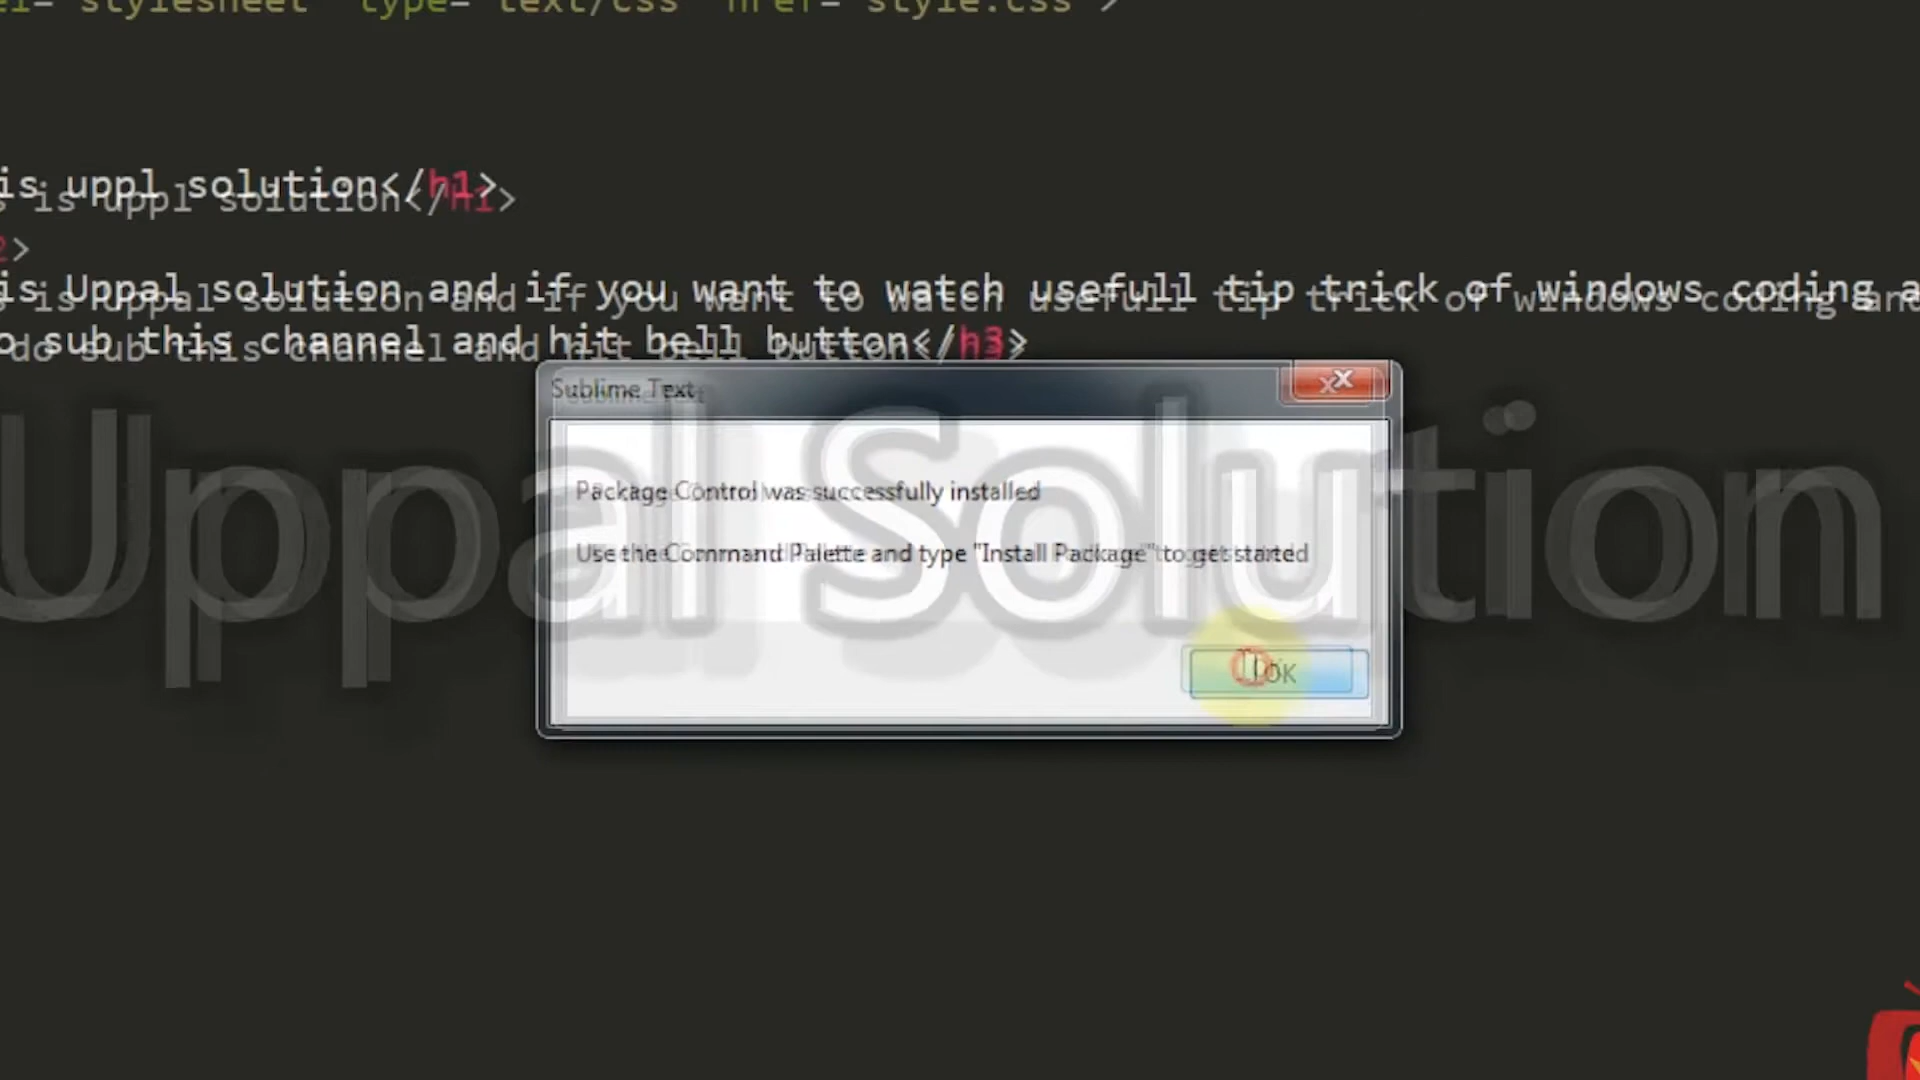 el="stylesheet" type="text/css" href="style.css">
is uppl solution</h1>
2>
is Uppal solution and if you want to watch usefull tip trick of windows coding a
o sub this channel and hit bell button</h3>
Sublime Text
Package Control was successfully installed
Use the Command Palette and type "Install Package" to get started
OK
Uppal Solution